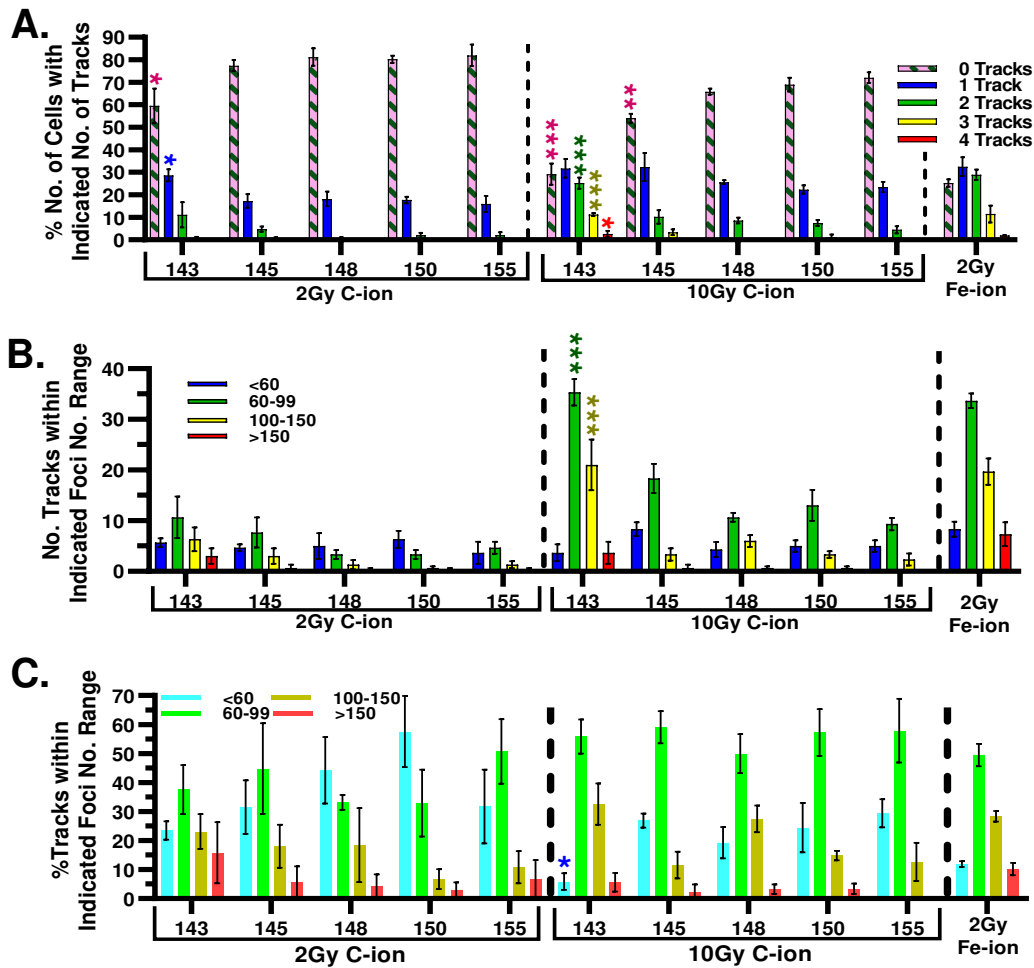 A.
% No. of Cells with
Indicated No. of Tracks
90
80
70
60
50
40
30
20
10
0
*
*
***
***
***
*
**
0 Tracks
1 Track
2 Tracks
3 Tracks
4 Tracks
143 145 148 150 155 143 145 148 150 155 2Gy
2Gy C-ion 10Gy C-ion Fe-ion
B.
No. Tracks within
Indicated Foci No. Range
40
30
20
10
0
<60
60-99
100-150
>150
***
***
143 145 148 150 155 143 145 148 150 155 2Gy
2Gy C-ion 10Gy C-ion Fe-ion
C.
%Tracks within
Indicated Foci No. Range
70
60
50
40
30
20
10
0
<60 100-150
60-99 >150
*
143 145 148 150 155 143 145 148 150 155 2Gy
2Gy C-ion 10Gy C-ion Fe-ion